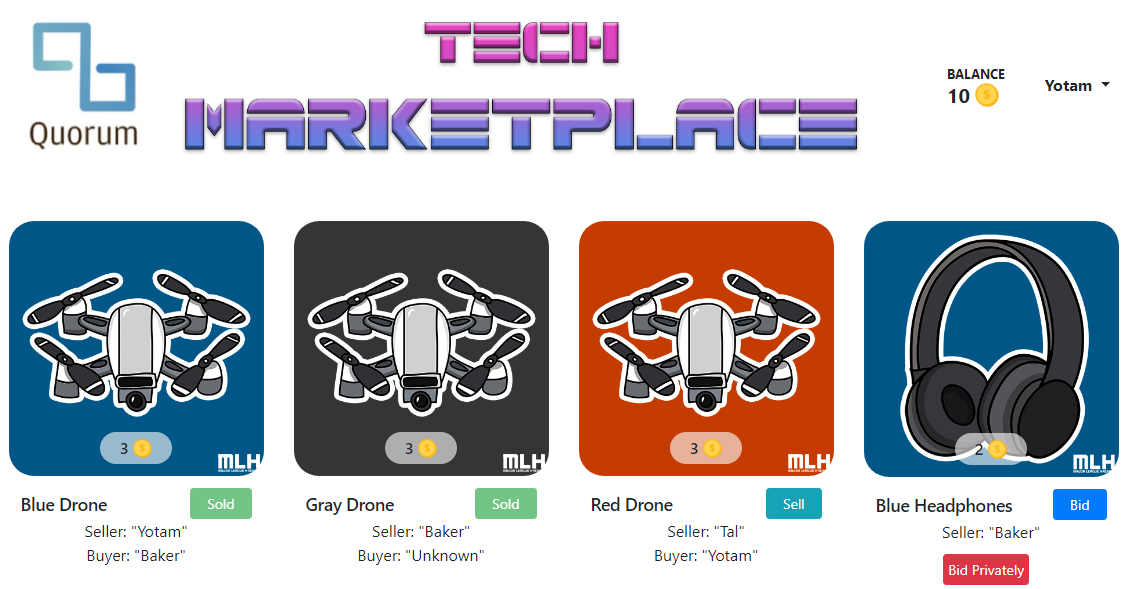 Quorum
TECH
MARKETPLACE
BALANCE
10
Yotam
3
MLH
3
MLH
3
MLH
2
MLH
Blue Drone
Sold
Seller: "Yotam"
Buyer: "Baker"
Gray Drone
Sold
Seller: "Baker"
Buyer: "Unknown"
Red Drone
Sell
Seller: "Tal"
Buyer: "Yotam"
Blue Headphones
Bid
Seller: "Baker"
Bid Privately